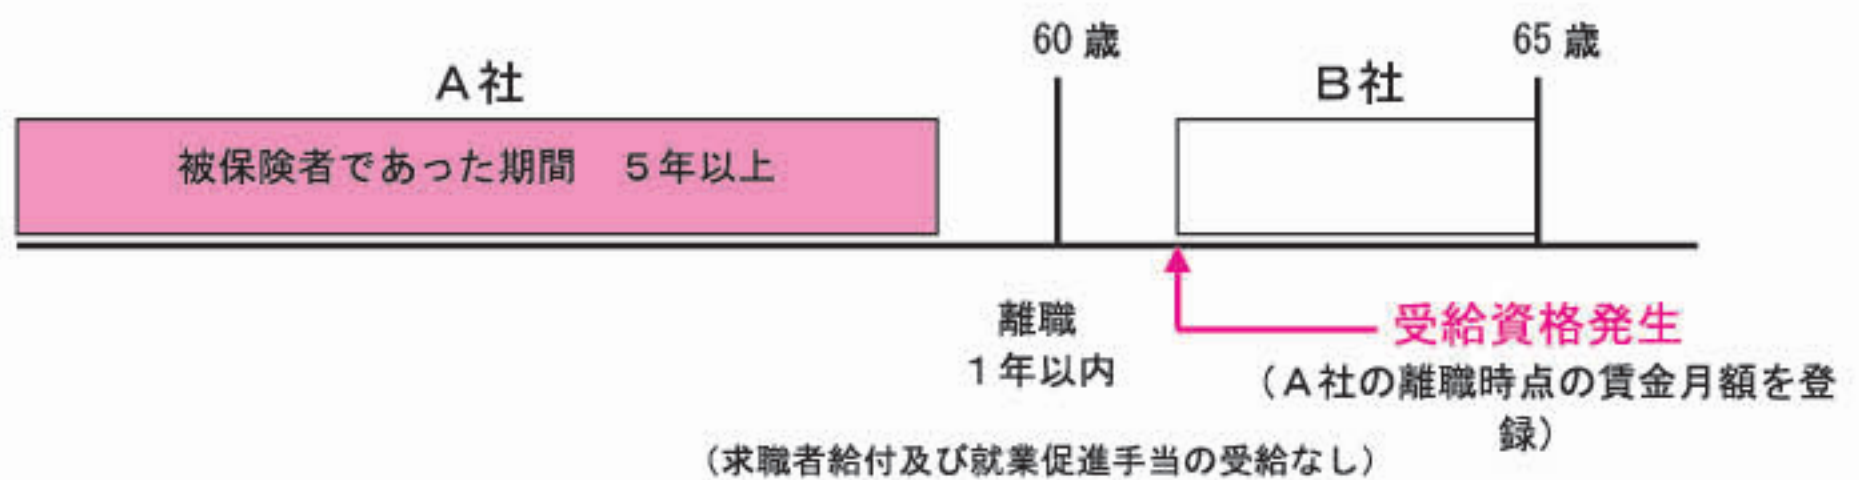 60 歳
65 歳
A社
B社
被保険者であった期間　5年以上
離職
1年以内
受給資格発生
（A社の離職時点の賃金月額を登
録）
（求職者給付及び就業促進手当の受給なし）